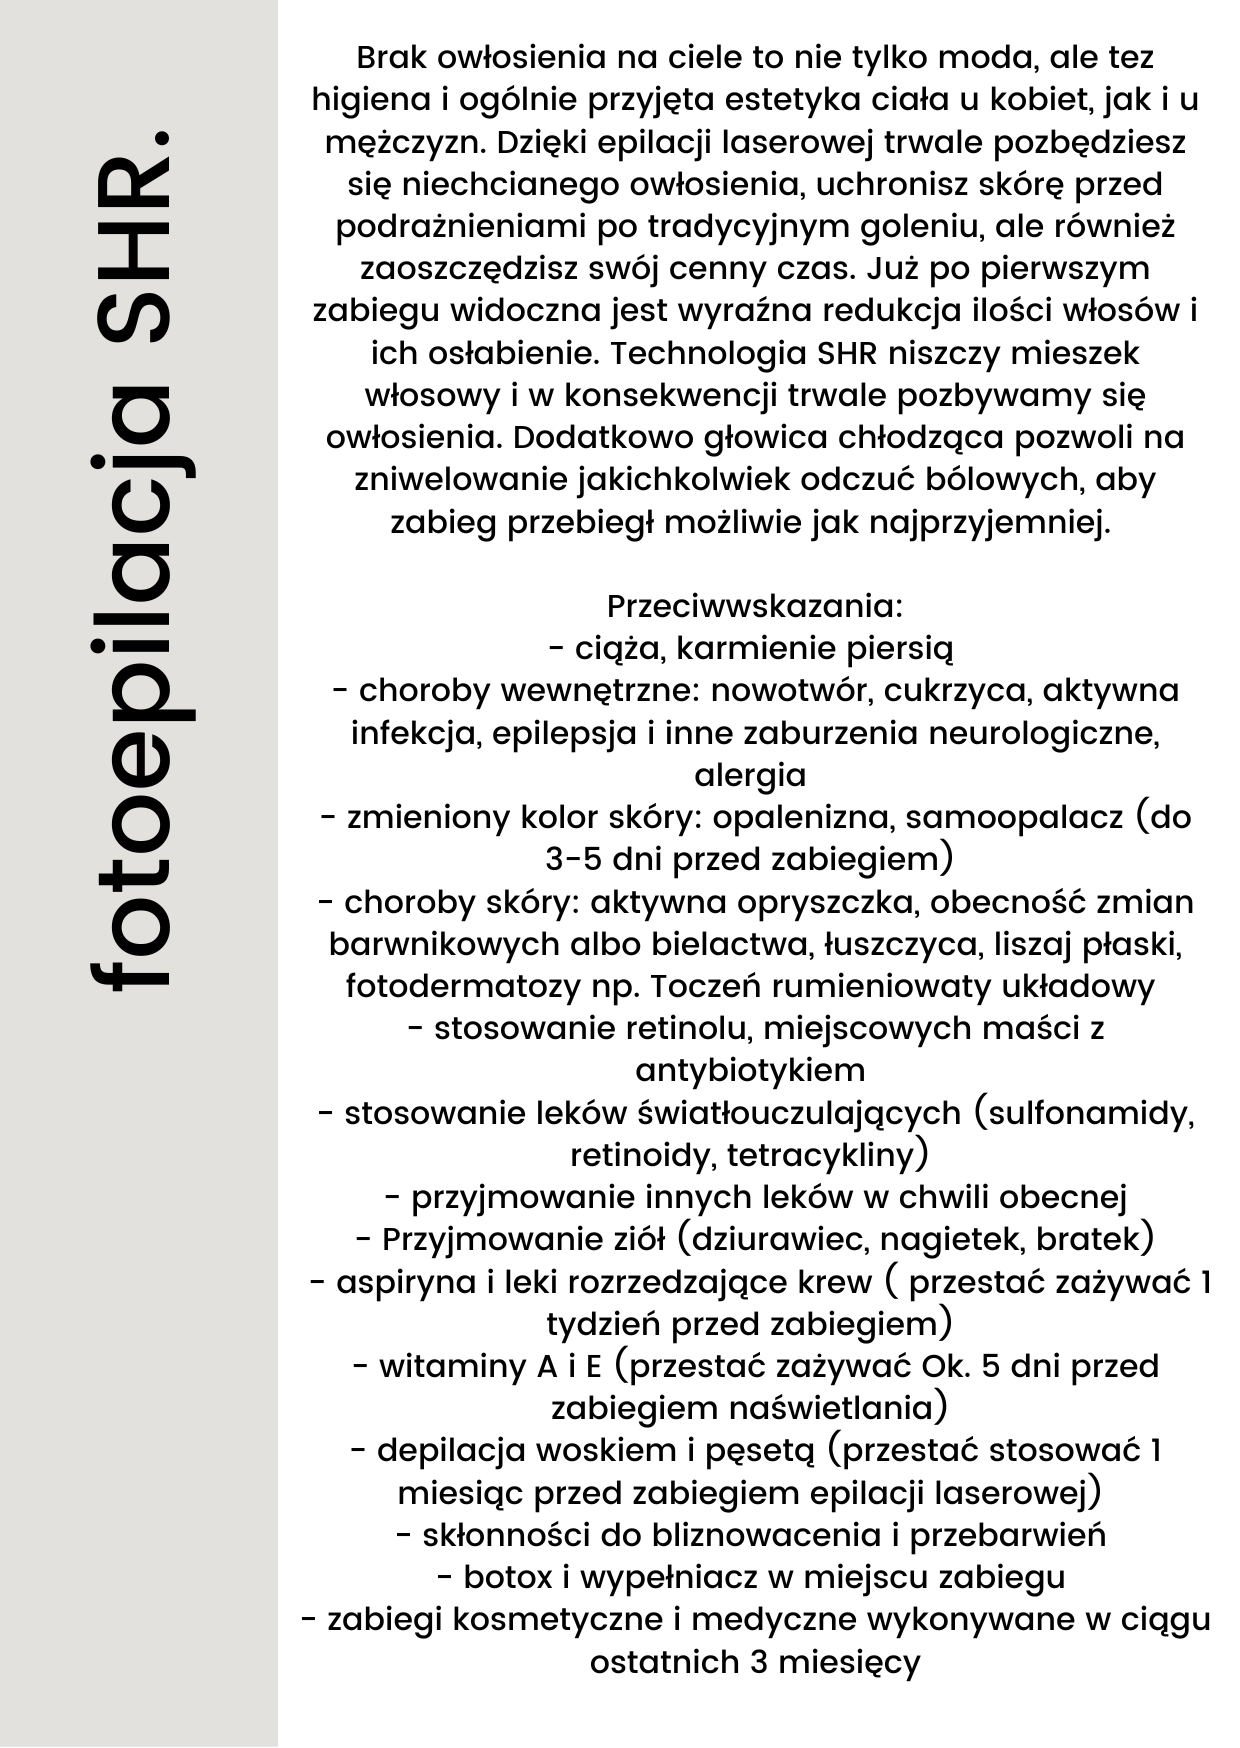 fotoepilacja SHR.
Brak owłosienia na ciele to nie tylko moda, ale tez
higiena i ogólnie przyjęta estetyka ciała u kobiet, jak i u
mężczyzn. Dzięki epilacji laserowej trwale pozbędziesz
się niechcianego owłosienia, uchronisz skórę przed
podrażnieniami po tradycyjnym goleniu, ale również
zaoszczędzisz swój cenny czas. Już po pierwszym
zabiegu widoczna jest wyraźna redukcja ilości włosów i
ich osłabienie. Technologia SHR niszczy mieszek
włosowy i w konsekwencji trwale pozbywamy się
owłosienia. Dodatkowo głowica chłodząca pozwoli na
zniwelowanie jakichkolwiek odczuć bólowych, aby
zabieg przebiegł możliwie jak najprzyjemniej.
Przeciwwskazania:
- ciąża, karmienie piersią
- choroby wewnętrzne: nowotwór, cukrzyca, aktywna
infekcja, epilepsja i inne zaburzenia neurologiczne,
alergia
- zmieniony kolor skóry: opalenizna, samoopalacz (do
3-5 dni przed zabiegiem)
- choroby skóry: aktywna opryszczka, obecność zmian
barwnikowych albo bielactwa, łuszczyca, liszaj płaski,
fotodermatozy np. Toczeń rumieniowaty układowy
- stosowanie retinolu, miejscowych maści z
antybiotykiem
- stosowanie leków światłouczulających (sulfonamidy,
retinoidy, tetracykliny)
- przyjmowanie innych leków w chwili obecnej
- Przyjmowanie ziół (dziurawiec, nagietek, bratek)
- aspiryna i leki rozrzedzające krew ( przestać zażywać 1
tydzień przed zabiegiem)
- witaminy A i E (przestać zażywać Ok. 5 dni przed
zabiegiem naświetlania)
- depilacja woskiem i pęsetą (przestać stosować 1
miesiąc przed zabiegiem epilacji laserowej)
- skłonności do bliznowacenia i przebarwień
- botox i wypełniacz w miejscu zabiegu
- zabiegi kosmetyczne i medyczne wykonywane w ciągu
ostatnich 3 miesięcy